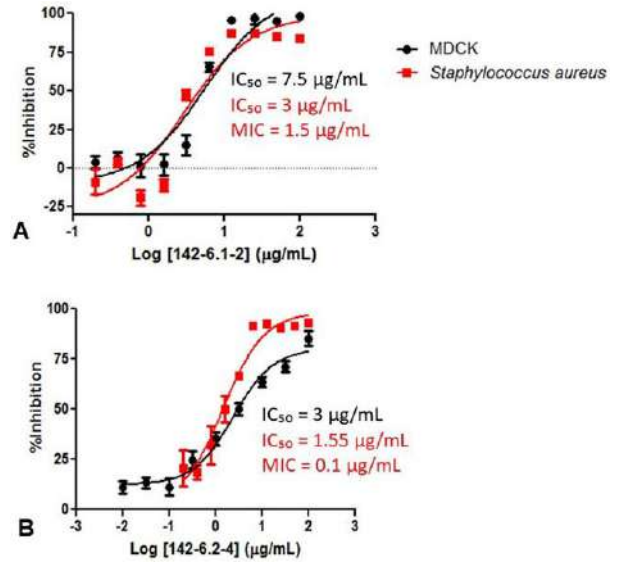 100
75
50
25
0
-25
%Inhibition
IC₅₀ = 7.5 µg/mL
IC₅₀ = 3 µg/mL
MIC = 1.5 µg/mL
MDCK
Staphylococcus aureus
A
-1 0 1 2 3
Log [142-6.1-2] (µg/mL)
100
75
50
25
0
%Inhibition
IC₅₀ = 3 µg/mL
IC₅₀ = 1.55 µg/mL
MIC = 0.1 µg/mL
B
-3 -2 -1 0 1 2 3
Log [142-6.2-4] (µg/mL)